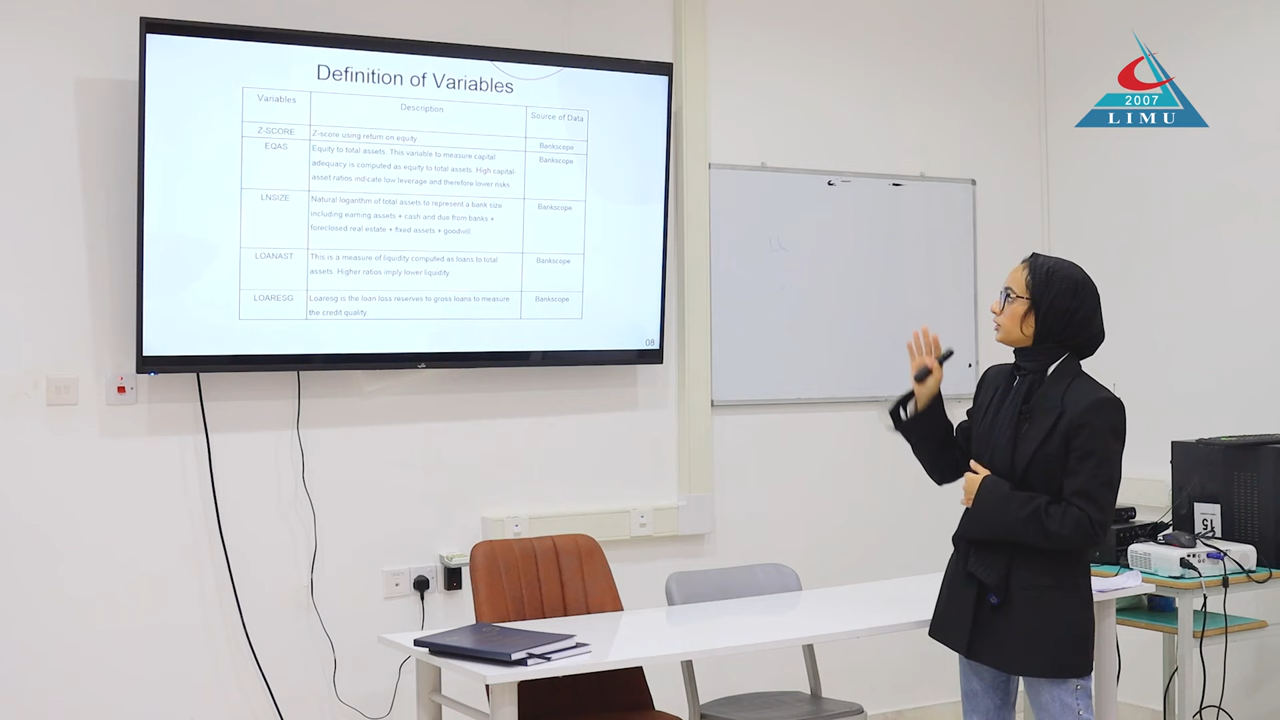 Definition of Variables
Variables Description Source of Data
Z-SCORE Z-score using return on equity Bankscope
EQAS Equity to total assets. This variable to measure capital Bankscope
adequacy is computed as equity to total assets. High capital-
asset ratios indicate low leverage and therefore lower risks
LNSIZE Natural logarithm of total assets to represent a bank size Bankscope
including earning assets + cash and due from banks +
foreclosed real estate + fixed assets + goodwill
LOANAST This is a measure of liquidity computed as loans to total Bankscope
assets. Higher ratios imply lower liquidity.
LOARESG Loaresg is the loan loss reserves to gross loans to measure Bankscope
the credit quality
08
2007
LIMU
15